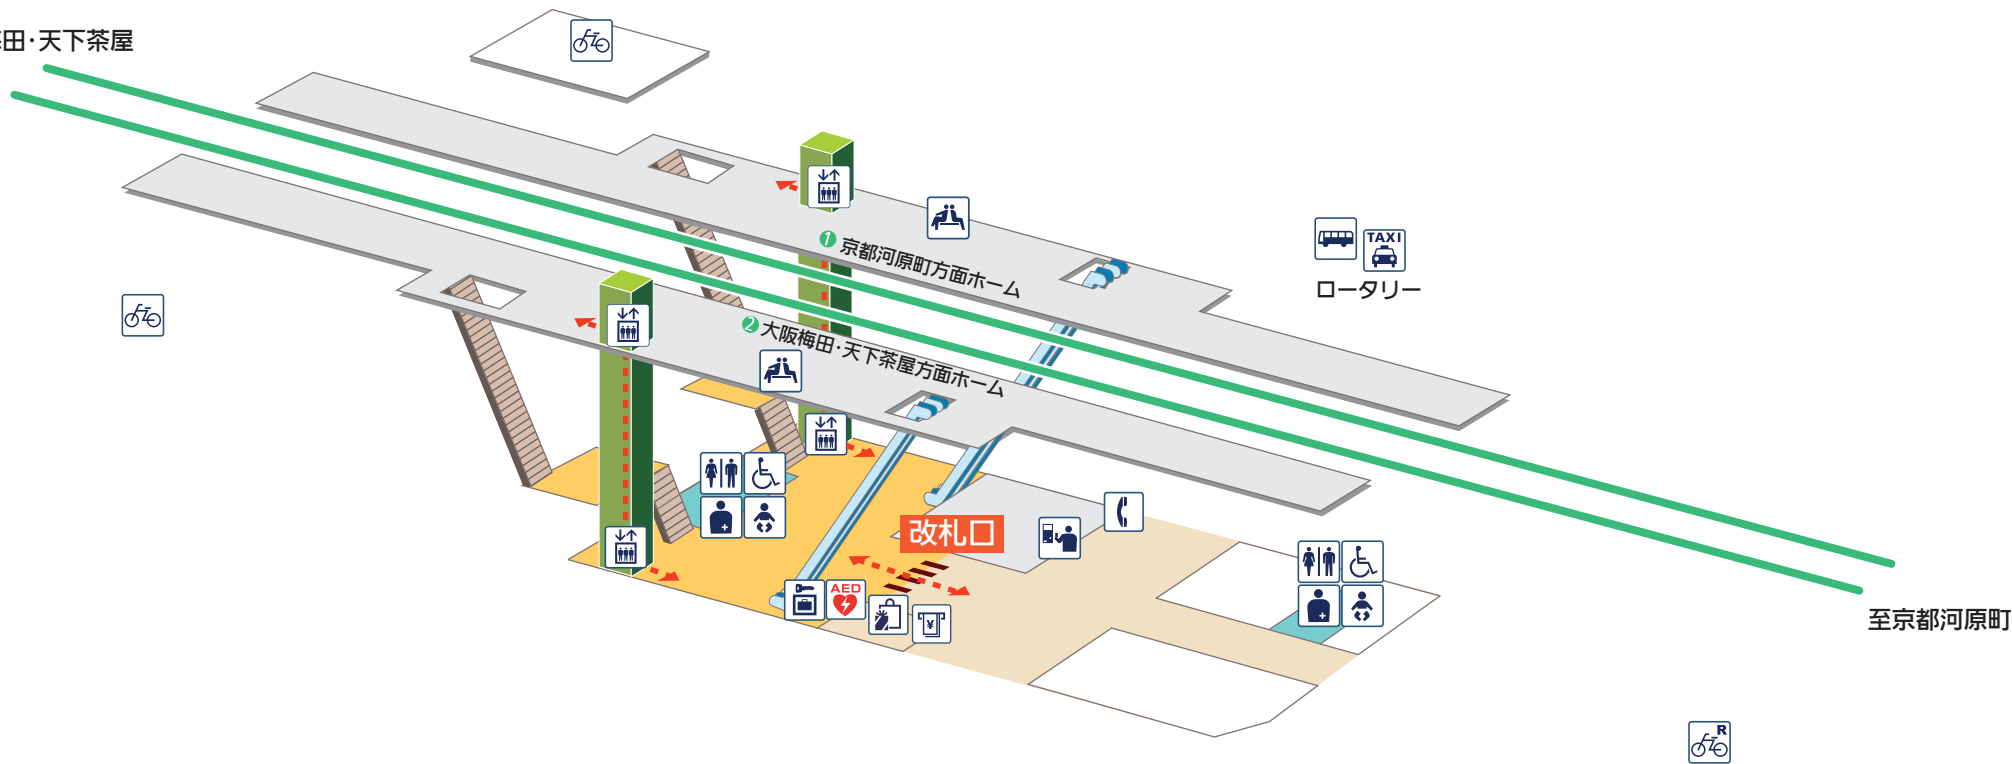 田・天下茶屋
❶ 京都河原町方面ホーム
TAXI
ロータリー
❷ 大阪梅田・天下茶屋方面ホーム
改札口
AED
¥
至京都河原町
R